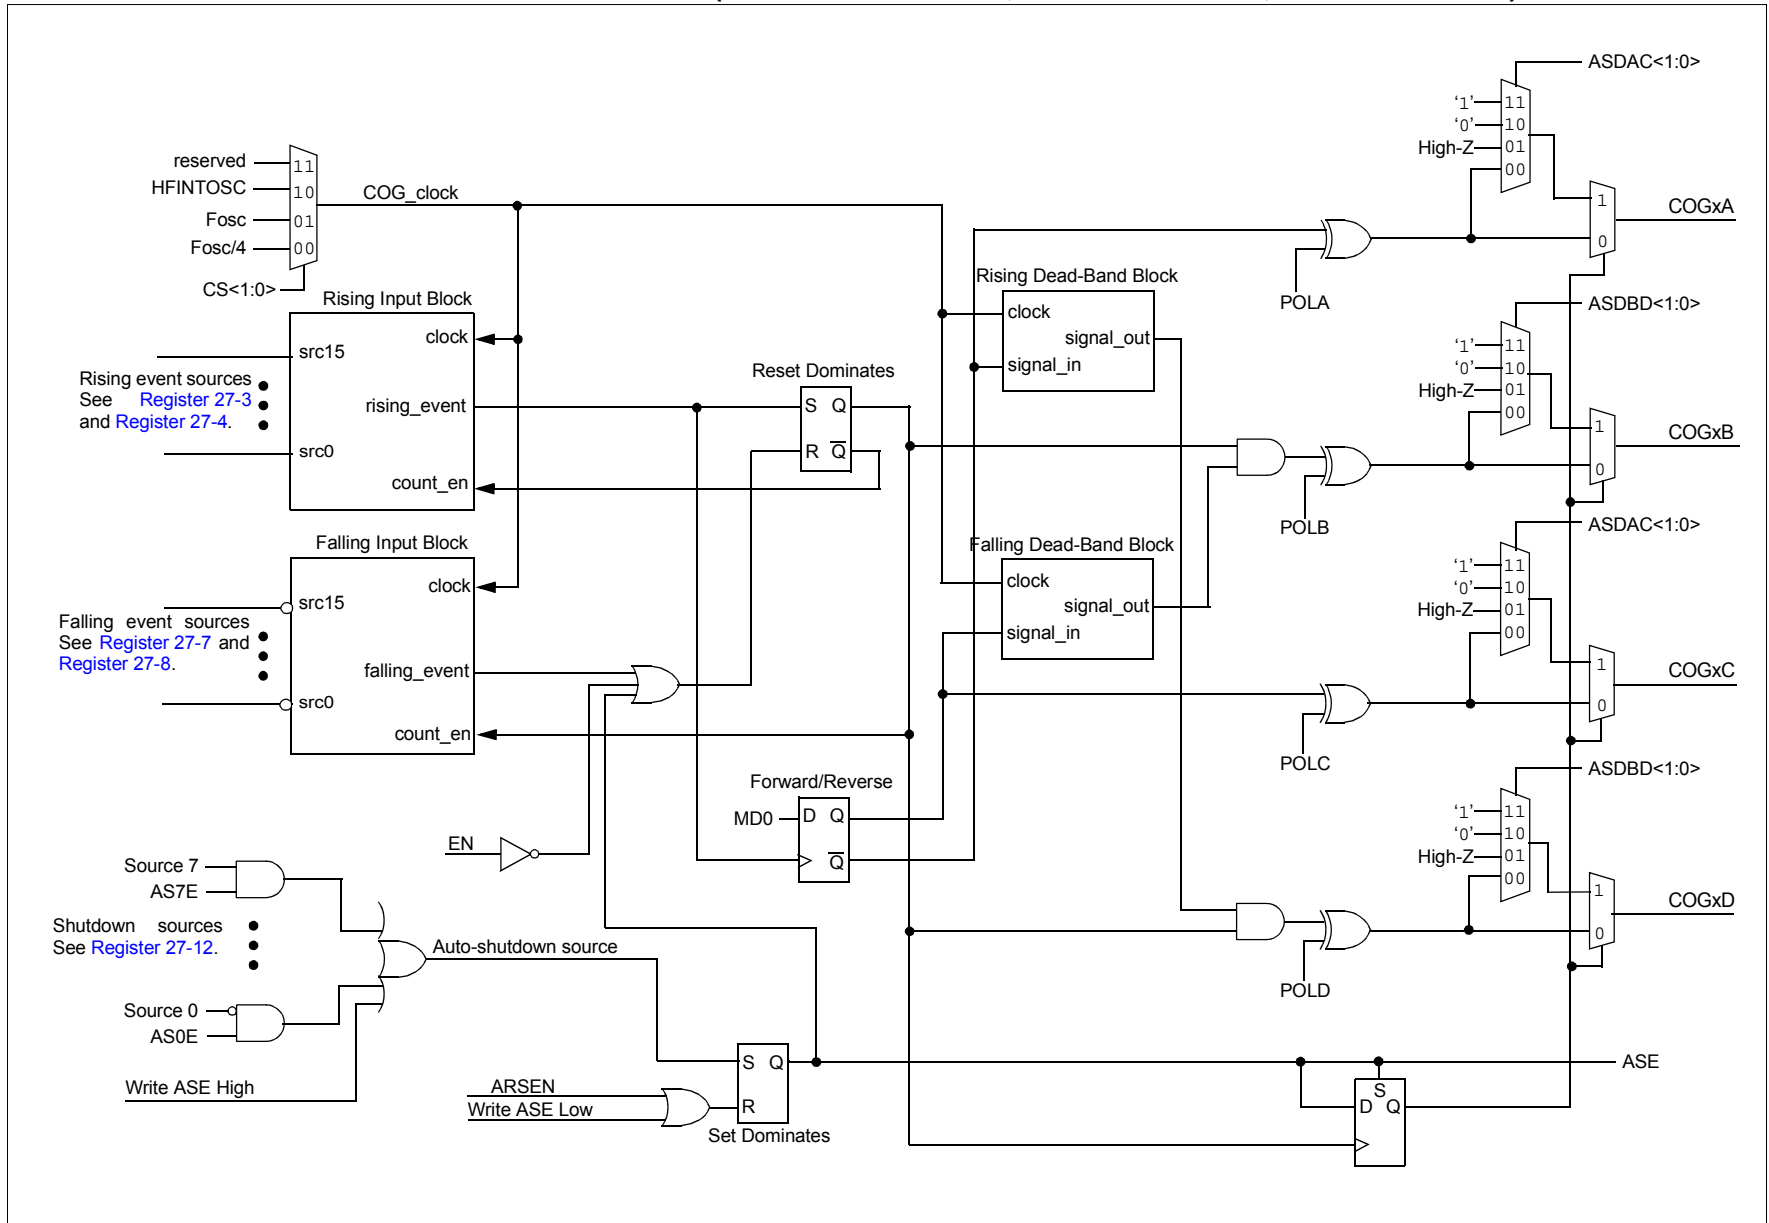 ASDAC<1:0>
'1'
11
'0'
10
High-Z
01
00
1
COGxA
0
POLA
reserved
11
HFINTOSC
10
COG_clock
Fosc
01
Fosc/4
00
CS<1:0>
Rising Input Block
clock
src15
Rising event sources
See Register 27-3
and Register 27-4.
rising_event
src0
count_en
Reset Dominates
S Q
R Q
Rising Dead-Band Block
clock
signal_out
signal_in
ASDBD<1:0>
'1'
11
'0'
10
High-Z
01
00
1
COGxB
0
POLB
Falling Input Block
clock
src15
Falling event sources
See Register 27-7 and
Register 27-8.
falling_event
src0
count_en
Falling Dead-Band Block
clock
signal_out
signal_in
ASDAC<1:0>
'1'
11
'0'
10
High-Z
01
00
1
COGxC
0
POLC
Forward/Reverse
MD0
D Q
Q
EN
Source 7
AS7E
Shutdown sources
See Register 27-12.
Auto-shutdown source
Source 0
AS0E
Write ASE High
ARSEN
Write ASE Low
S Q
R
Set Dominates
ASDBD<1:0>
'1'
11
'0'
10
High-Z
01
00
1
COGxD
0
POLD
ASE
S
D Q